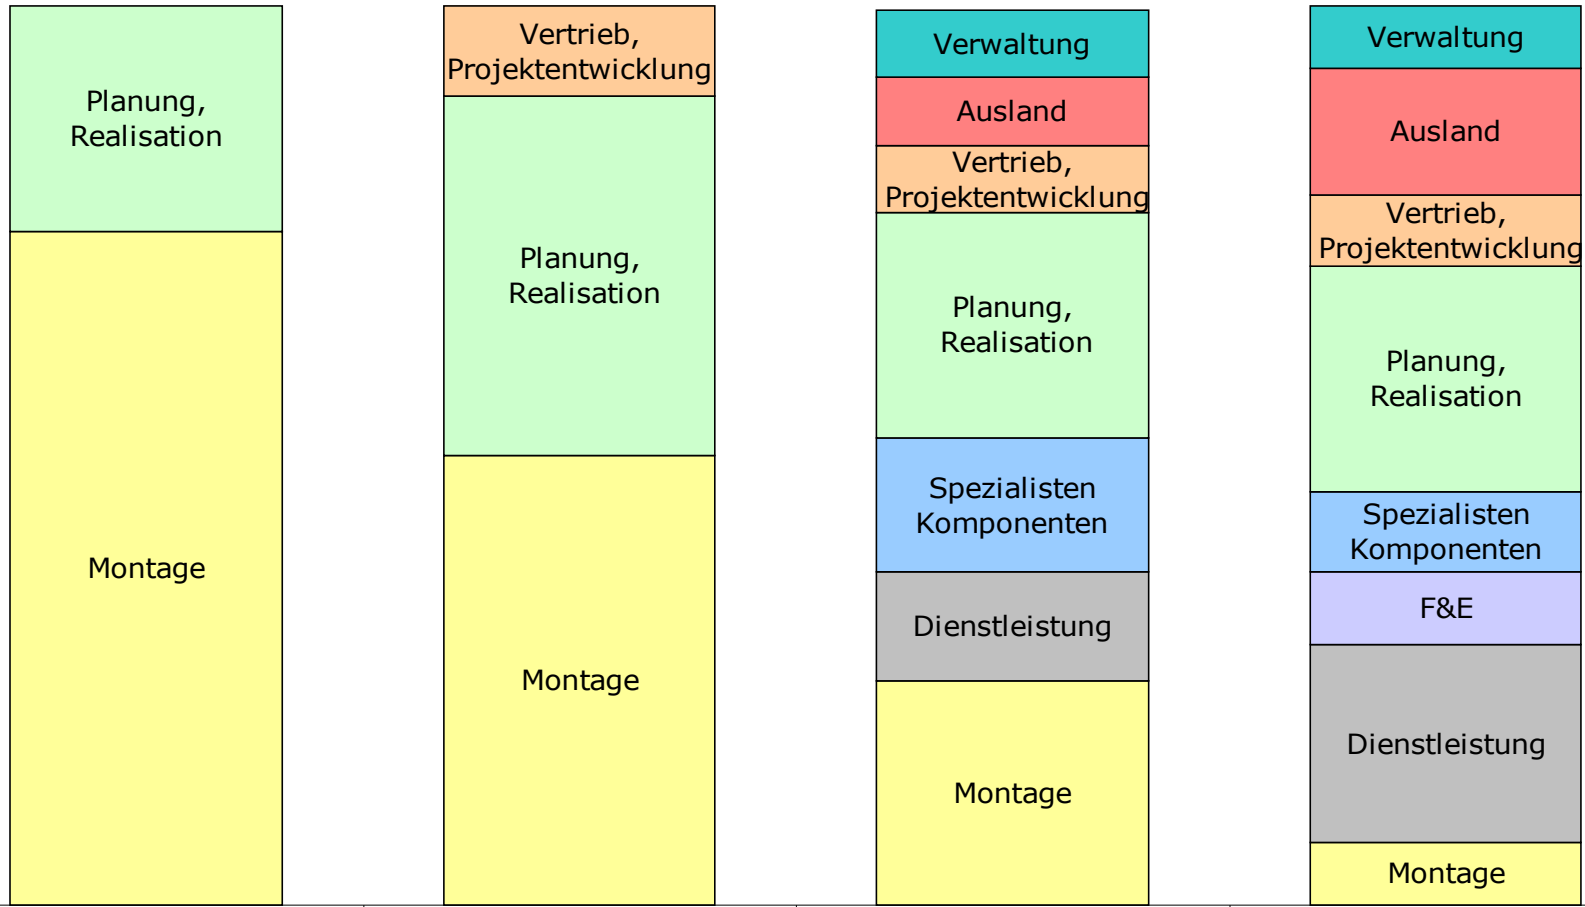 Planung,
Realisation
Montage
Vertrieb,
Projektentwicklung
Planung,
Realisation
Montage
Verwaltung
Ausland
Vertrieb,
Projektentwicklung
Planung,
Realisation
Spezialisten
Komponenten
Dienstleistung
Montage
Verwaltung
Ausland
Vertrieb,
Projektentwicklung
Planung,
Realisation
Spezialisten
Komponenten
F&E
Dienstleistung
Montage